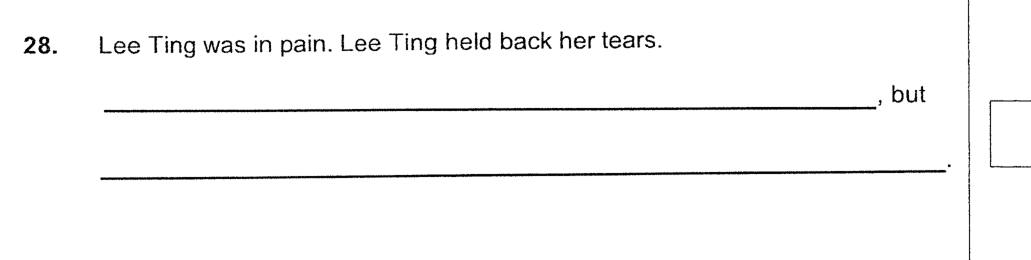 28. Lee Ting was in pain. Lee Ting held back her tears.
, but
.